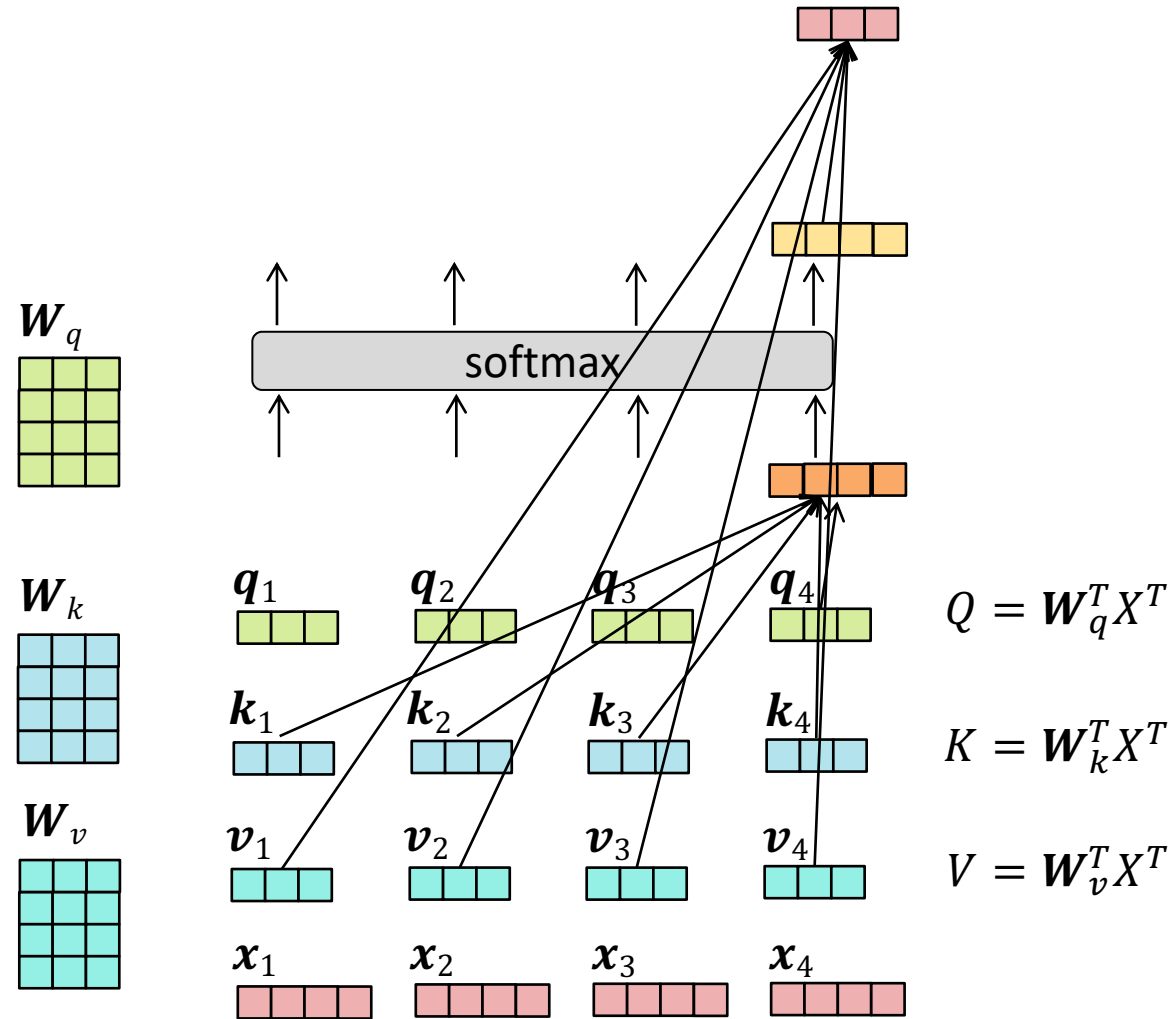 softmax
𝑾_q
𝑾_k
𝑾_v
𝒒_1 𝒒_2 𝒒_3 𝒒_4
Q = 𝑾_q^T X^T
𝒌_1 𝒌_2 𝒌_3 𝒌_4
K = 𝑾_k^T X^T
𝒗_1 𝒗_2 𝒗_3 𝒗_4
V = 𝑾_v^T X^T
𝒙_1 𝒙_2 𝒙_3 𝒙_4